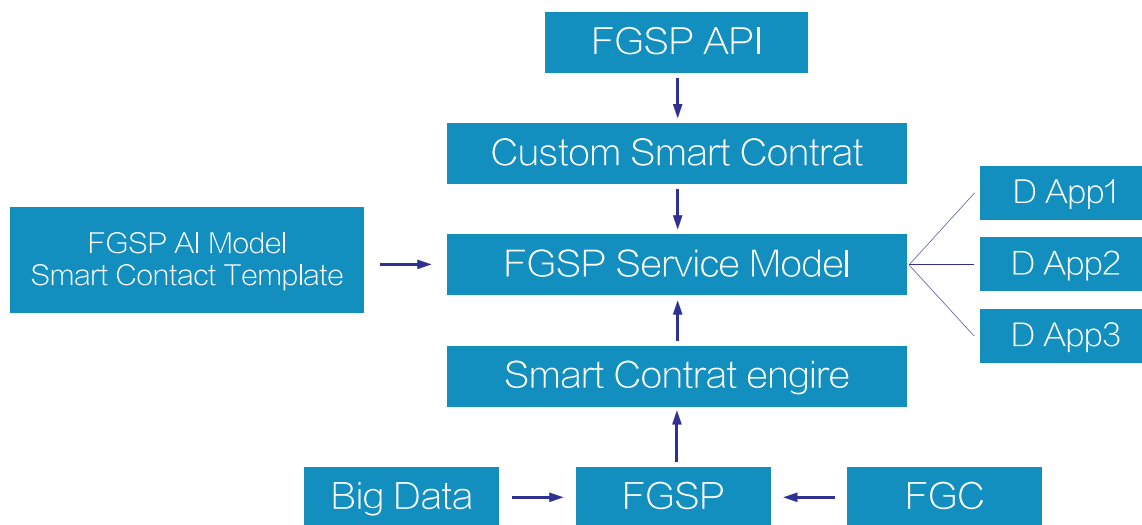 FGSP API
Custom Smart Contrat
D App1
FGSP AI Model
Smart Contact Template
FGSP Service Model
D App2
D App3
Smart Contrat engire
Big Data
FGSP
FGC